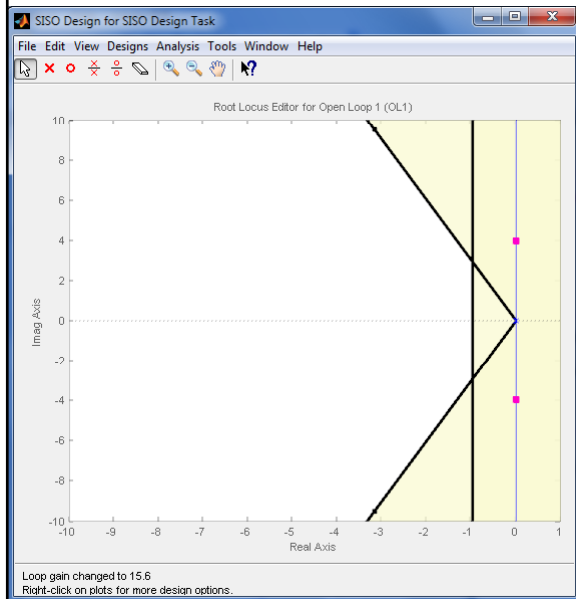 SISO Design for SISO Design Task
File Edit View Designs Analysis Tools Window Help
Root Locus Editor for Open Loop 1 (OL1)
10
8
6
4
2
0
-2
-4
-6
-8
-10
Imag Axis
-10 -9 -8 -7 -6 -5 -4 -3 -2 -1 0 1
Real Axis
Loop gain changed to 15.6
Right-click on plots for more design options.